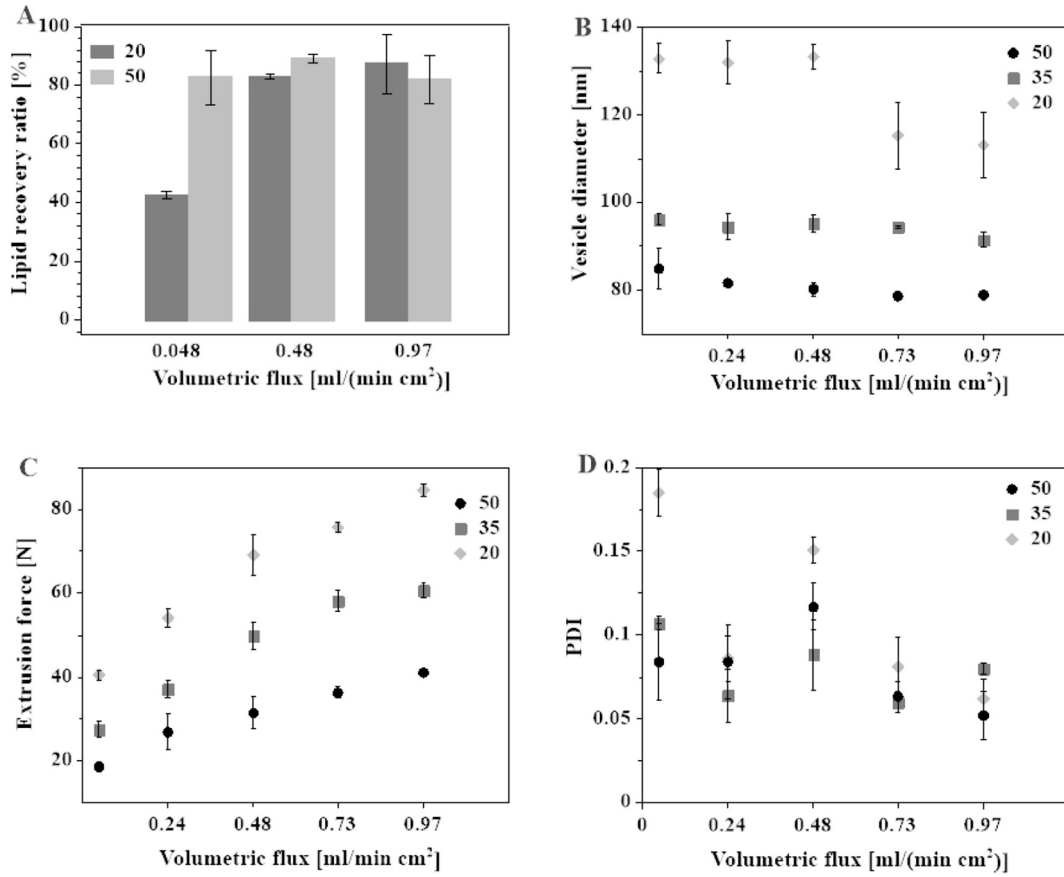 A
Lipid recovery ratio [%]
100
80
60
40
20
0
20
50
0.048 0.48 0.97
Volumetric flux [ml/(min cm²)]
B
Vesicle diameter [nm]
140
120
100
80
50
35
20
0.24 0.48 0.73 0.97
Volumetric flux [ml/(min cm²)]
C
Extrusion force [N]
80
60
40
20
50
35
20
0.24 0.48 0.73 0.97
Volumetric flux [ml/min cm²]
D
PDI
0.2
0.15
0.1
0.05
0
50
35
20
0 0.24 0.48 0.73 0.97
Volumetric flux [ml/(min cm²)]